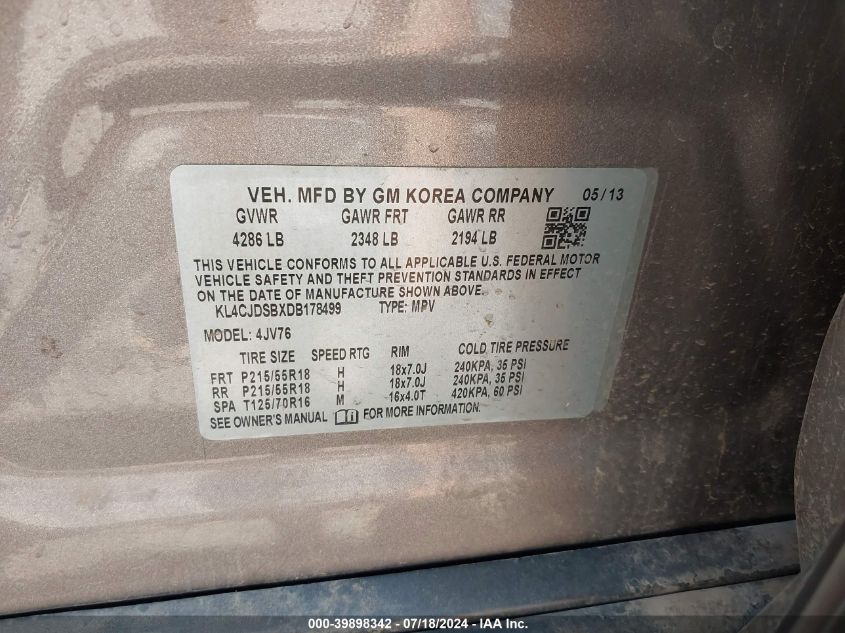 VEH. MFD BY GM KOREA COMPANY 05/13
GVWR GAWR FRT GAWR RR
4286 LB 2348 LB 2194 LB
THIS VEHICLE CONFORMS TO ALL APPLICABLE U.S. FEDERAL MOTOR
VEHICLE SAFETY AND THEFT PREVENTION STANDARDS IN EFFECT
ON THE DATE OF MANUFACTURE SHOWN ABOVE.
KL4CJDSBXDB178499 TYPE: MPV
MODEL: 4JV76
TIRE SIZE SPEED RTG RIM COLD TIRE PRESSURE
FRT P215/55R18 H 18x7.0J 240KPA, 35 PSI
RR P215/55R18 H 18x7.0J 240KPA, 35 PSI
SPA T125/70R16 M 16x4.0T 420KPA, 60 PSI
SEE OWNER'S MANUAL FOR MORE INFORMATION.
000-39898342 / 07/18/2024 - IAA Inc.